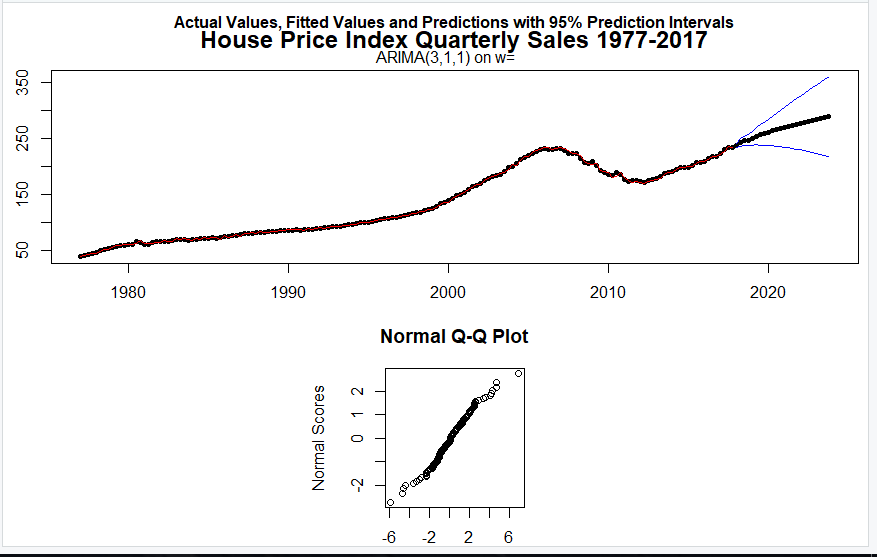 Actual Values, Fitted Values and Predictions with 95% Prediction Intervals
House Price Index Quarterly Sales 1977-2017
ARIMA(3,1,1) on w=
350
250
150
50
1980 1990 2000 2010 2020
Normal Q-Q Plot
Normal Scores
2
1
0
-2
-6 -2 2 6